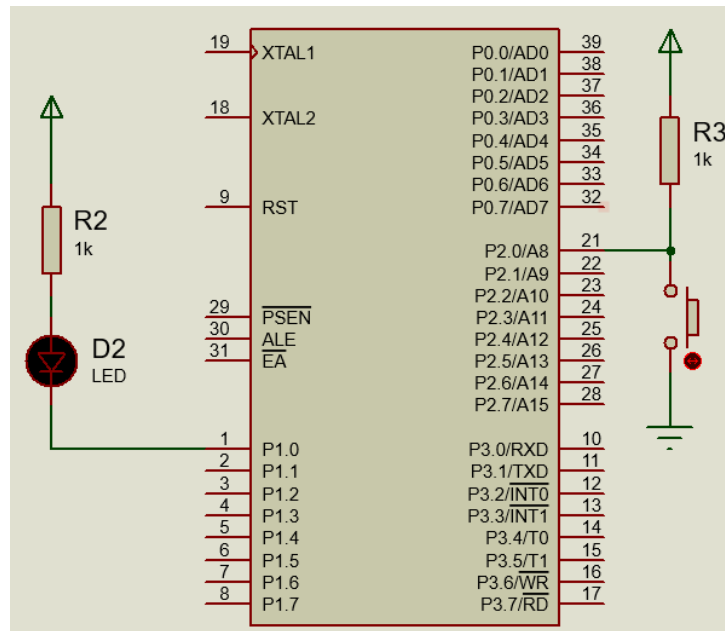 R2
1k
D2
LED
19 XTAL1
18 XTAL2
9 RST
29 PSEN
30 ALE
31 EA
1 P1.0
2 P1.1
3 P1.2
4 P1.3
5 P1.4
6 P1.5
7 P1.6
8 P1.7
P0.0/AD0 39
P0.1/AD1 38
P0.2/AD2 37
P0.3/AD3 36
P0.4/AD4 35
P0.5/AD5 34
P0.6/AD6 33
P0.7/AD7 32
P2.0/A8 21
P2.1/A9 22
P2.2/A10 23
P2.3/A11 24
P2.4/A12 25
P2.5/A13 26
P2.6/A14 27
P2.7/A15 28
P3.0/RXD 10
P3.1/TXD 11
P3.2/INT0 12
P3.3/INT1 13
P3.4/T0 14
P3.5/T1 15
P3.6/WR 16
P3.7/RD 17
R3
1k